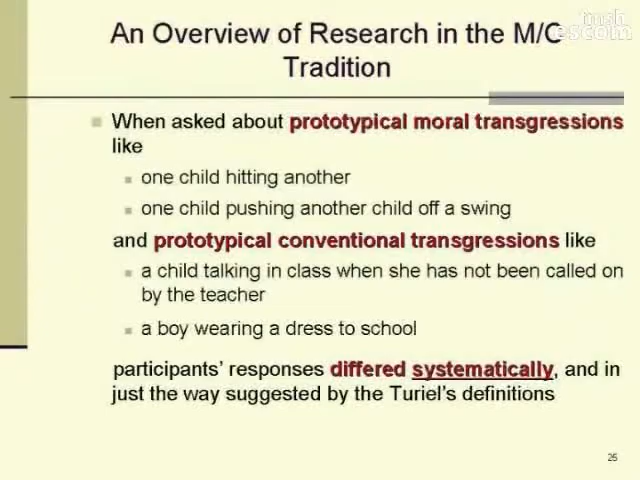 tmsh
escom
An Overview of Research in the M/C
Tradition
When asked about prototypical moral transgressions
like
one child hitting another
one child pushing another child off a swing
and prototypical conventional transgressions like
a child talking in class when she has not been called on
by the teacher
a boy wearing a dress to school
participants' responses differed systematically, and in
just the way suggested by the Turiel's definitions
25